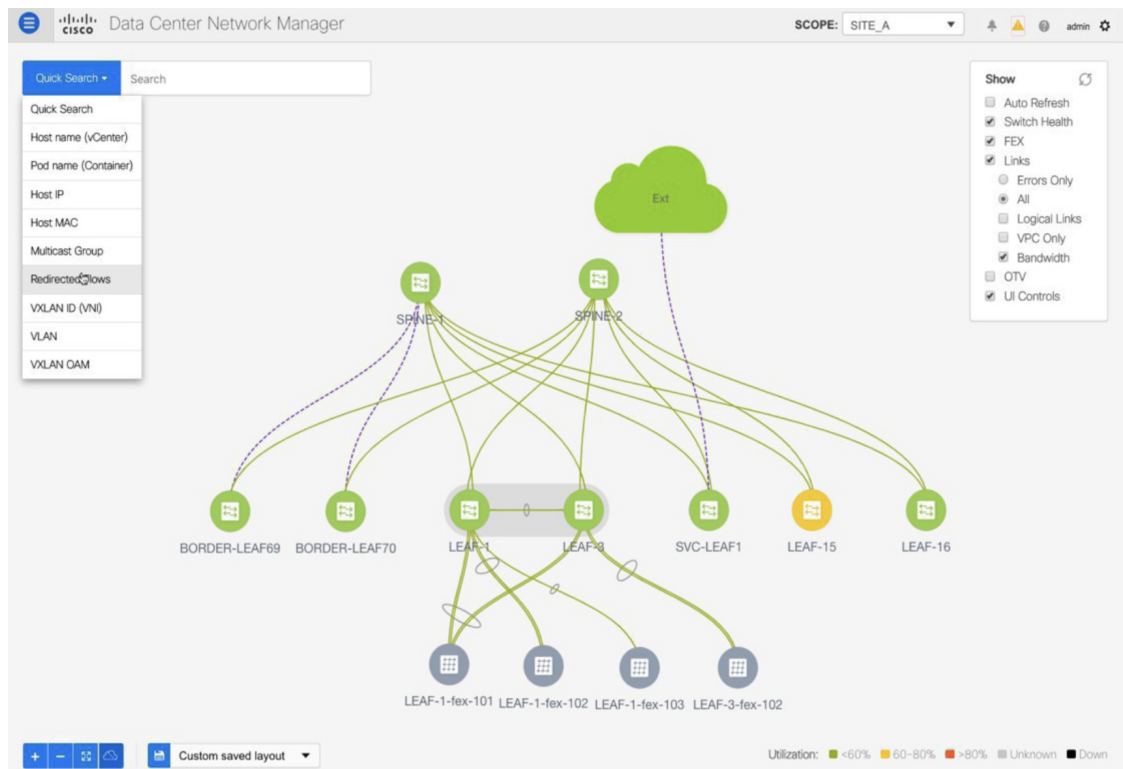 cisco Data Center Network Manager SCOPE: SITE_A admin
Quick Search Search
Quick Search
Host name (vCenter)
Pod name (Container)
Host IP
Host MAC
Multicast Group
Redirected Flows
VXLAN ID (VNI)
VLAN
VXLAN OAM
Show
Auto Refresh
Switch Health
FEX
Links
Errors Only
All
Logical Links
VPC Only
Bandwidth
OTV
UI Controls
Ext
SPINE-1 SPINE-2
BORDER-LEAF69 BORDER-LEAF70 LEAF-1 LEAF-3 SVC-LEAF1 LEAF-15 LEAF-16
LEAF-1-fex-101 LEAF-1-fex-102 LEAF-1-fex-103 LEAF-3-fex-102
Custom saved layout Utilization: <60% 60-80% >80% Unknown Down